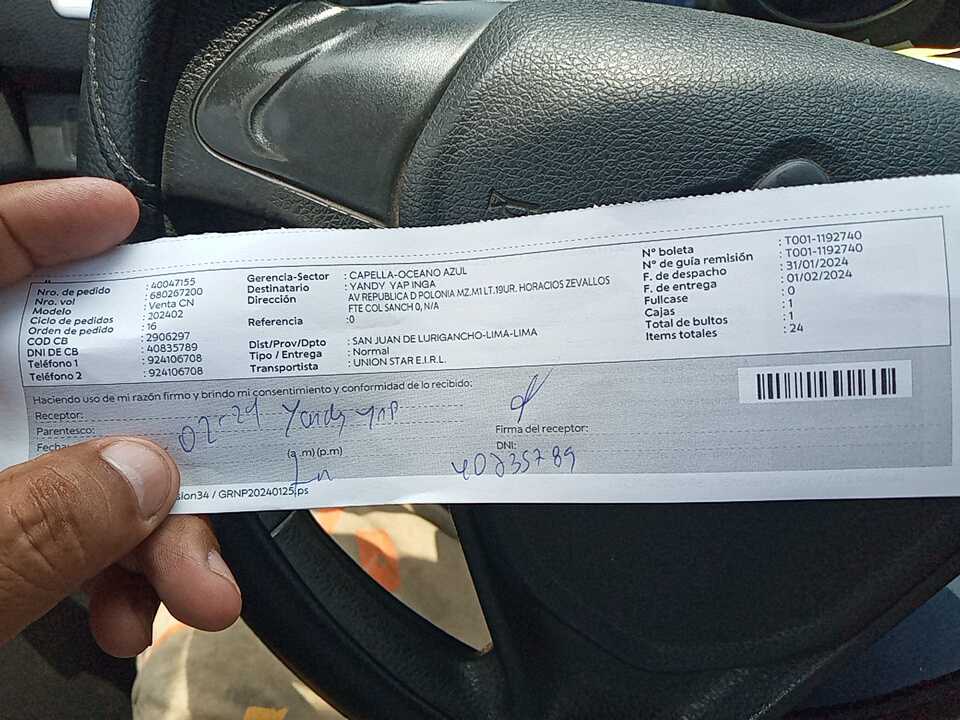 Nro. de pedido : 40047155
Nro. vol : 680267200
Modelo : Venta CN
Ciclo de pedidos : 202402
Orden de pedido : 16
COD CB : 2906297
DNI DE CB : 40835789
Teléfono 1 : 924106708
Teléfono 2 : 924106708
Gerencia-Sector : CAPELLA-OCEANO AZUL
Destinatario : YANDY YAP INGA
Dirección : AV REPUBLICA D POLONIA MZ.M1 LT.19UR. HORACIOS ZEVALLOS
FTE COL SANCH 0, N/A
Referencia :0
Dist/Prov/Dpto : SAN JUAN DE LURIGANCHO-LIMA-LIMA
Tipo / Entrega : Normal
Transportista : UNION STAR E.I.R.L.
N° boleta : T001-1192740
N° de guía remisión : T001-1192740
F. de despacho : 31/01/2024
F. de entrega : 01/02/2024
Fullcase : 0
Cajas : 1
Total de bultos : 1
Items totales : 24
Haciendo uso de mi razón firmo y brindo mi consentimiento y conformidad de lo recibido:
Receptor:
Parentesco:
02-24 Yandy yap
Fecha
(a.m)(p.m)
Firma del receptor:
DNI:
40835789
sion34 / GRNP20240125.ps